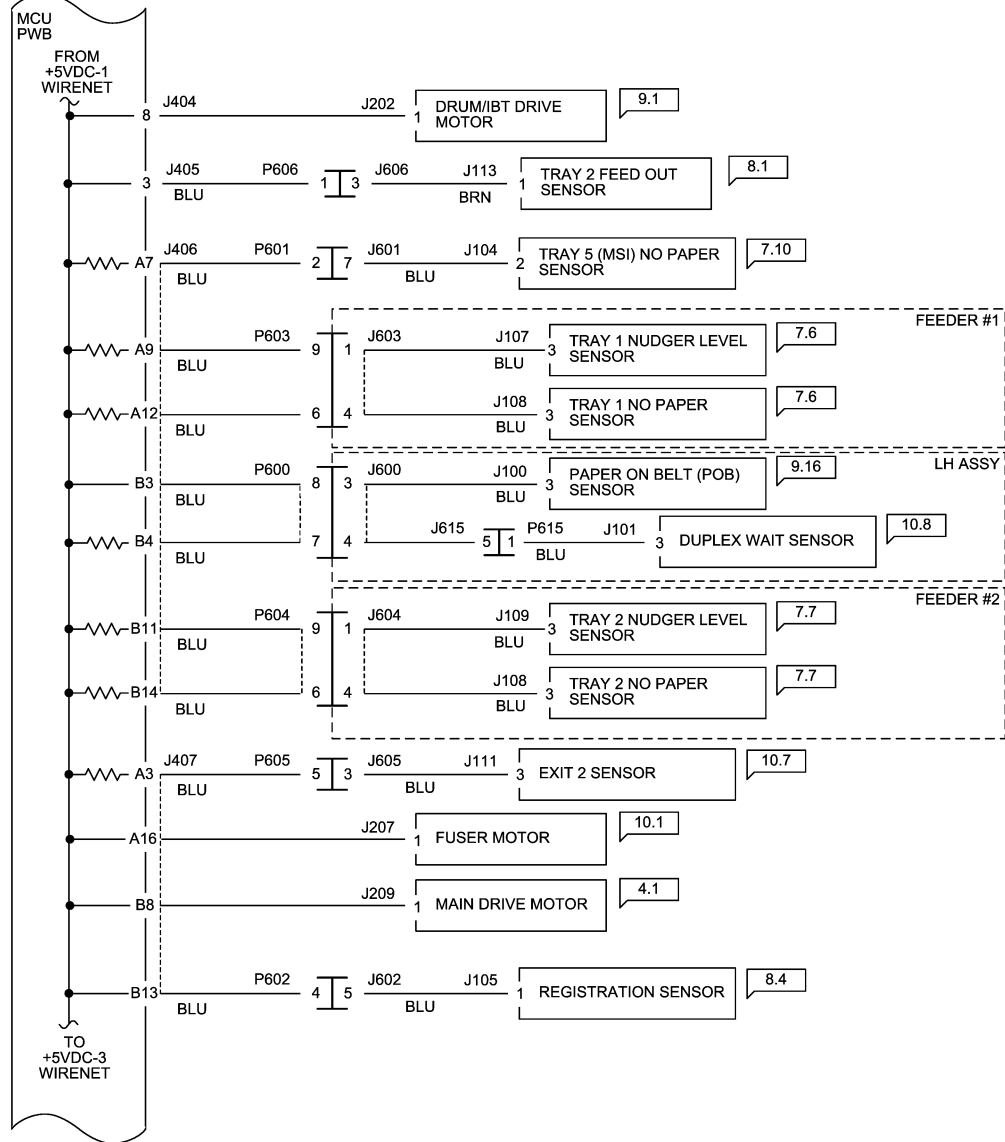 MCU
PWB
FROM
+5VDC-1
WIRENET
8 J404 J202 1 DRUM/IBT DRIVE
MOTOR
9.1
3 J405 BLU P606 1 3 J606 J113 BRN 1 TRAY 2 FEED OUT
SENSOR
8.1
A7 J406 BLU P601 2 7 J601 BLU J104 2 TRAY 5 (MSI) NO PAPER
SENSOR
7.10
FEEDER #1
A9 BLU P603 9 1 J603 J107 BLU 3 TRAY 1 NUDGER LEVEL
SENSOR
7.6
A12 BLU 6 4 J108 BLU 3 TRAY 1 NO PAPER
SENSOR
7.6
LH ASSY
B3 BLU P600 8 3 J600 J100 BLU 3 PAPER ON BELT (POB)
SENSOR
9.16
B4 BLU 7 4 J615 5 1 P615 BLU J101 3 DUPLEX WAIT SENSOR
10.8
FEEDER #2
B11 BLU P604 9 1 J604 J109 BLU 3 TRAY 2 NUDGER LEVEL
SENSOR
7.7
B14 BLU 6 4 J108 BLU 3 TRAY 2 NO PAPER
SENSOR
7.7
A3 J407 BLU P605 5 3 J605 BLU J111 3 EXIT 2 SENSOR
10.7
A16 J207 1 FUSER MOTOR
10.1
B8 J209 1 MAIN DRIVE MOTOR
4.1
B13 BLU P602 4 5 J602 BLU J105 1 REGISTRATION SENSOR
8.4
TO
+5VDC-3
WIRENET